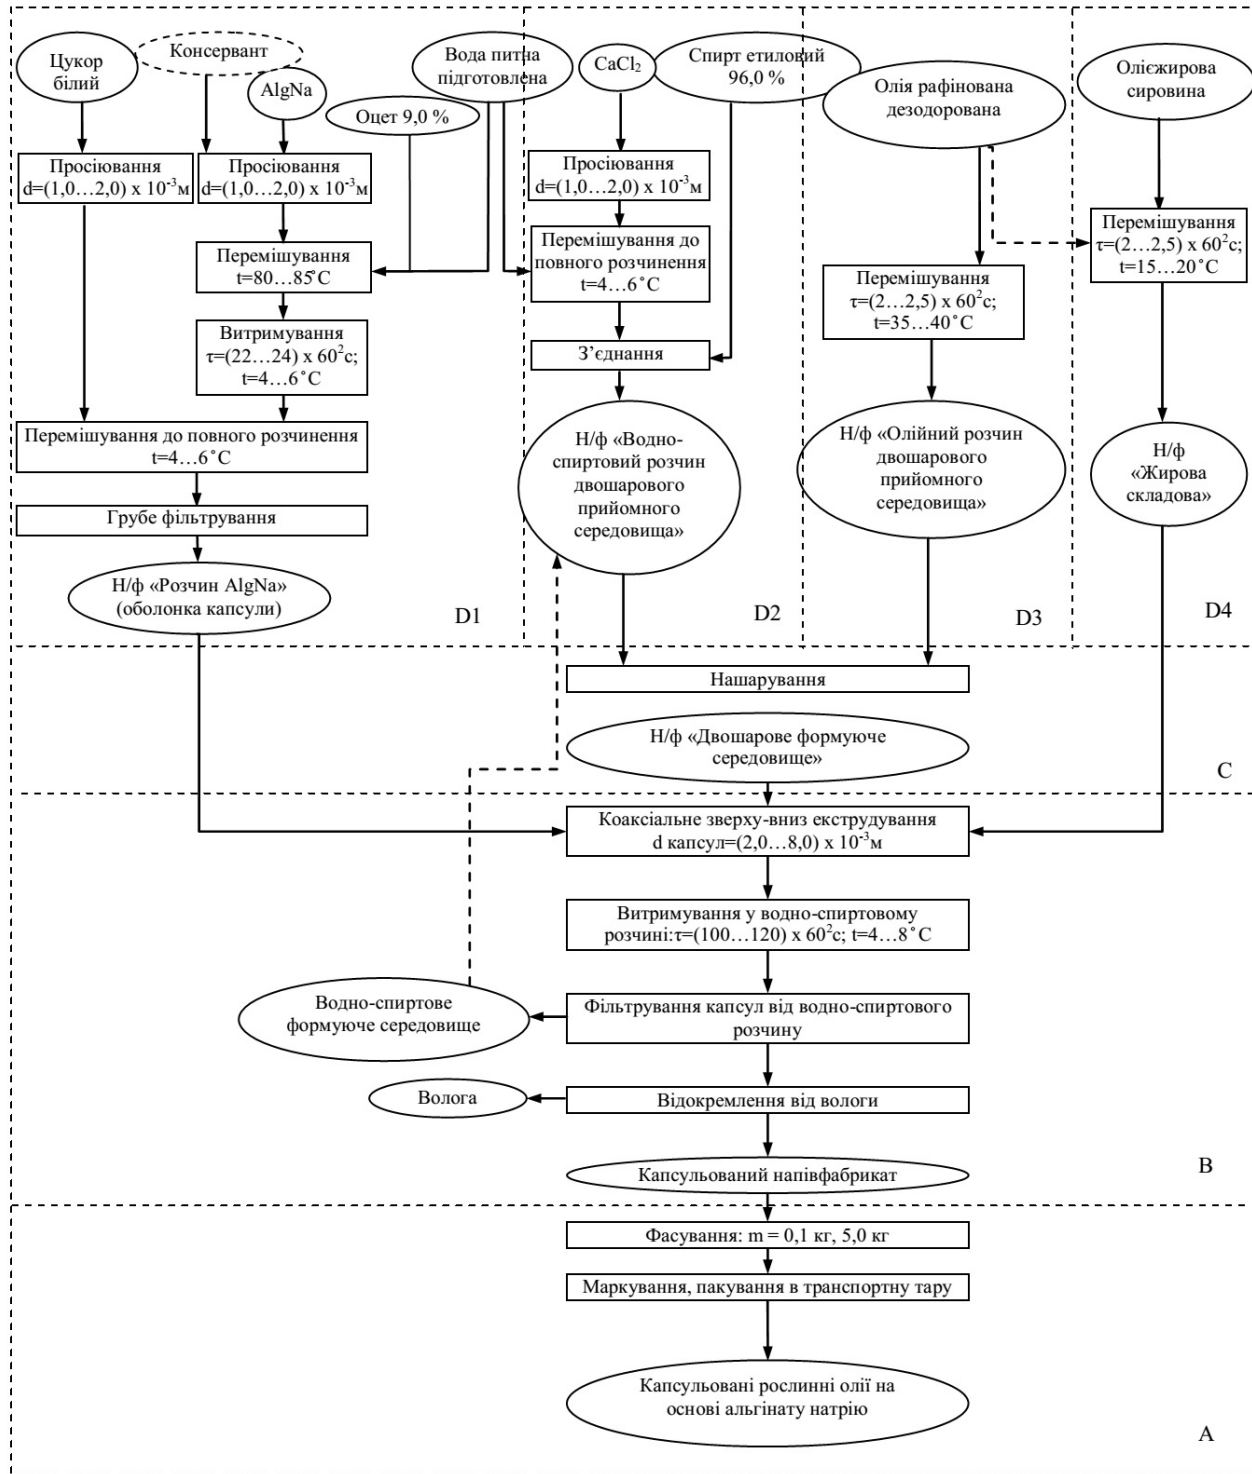 Цукор
білий
Консервант
AlgNa
Оцет 9,0 %
Вода питна
підготовлена
CaCl₂
Спирт етиловий
96,0 %
Олія рафінована
дезодорована
Олієжирова
сировина
Просіювання
d=(1,0…2,0) x 10⁻³м
Просіювання
d=(1,0…2,0) x 10⁻³м
Перемішування
t=80…85°C
Витримування
τ=(22…24) x 60²с;
t=4…6˚C
Перемішування до повного розчинення
t=4…6˚C
Грубе фільтрування
Н/ф «Розчин AlgNa»
(оболонка капсули)
D1
Просіювання
d=(1,0…2,0) x 10⁻³м
Перемішування до
повного розчинення
t=4…6˚C
З’єднання
Н/ф «Водно-
спиртовий розчин
двошарового
прийомного
середовища»
D2
Перемішування
τ=(2…2,5) x 60²с;
t=35…40˚C
Н/ф «Олійний розчин
двошарового
прийомного
середовища»
D3
Перемішування
τ=(2…2,5) x 60²с;
t=15…20˚C
Н/ф
«Жирова
складова»
D4
Нашарування
Н/ф «Двошарове формуюче
середовище»
C
Коаксіальне зверху-вниз екструдування
d капсул=(2,0…8,0) x 10⁻³м
Витримування у водно-спиртовому
розчині:τ=(100…120) x 60²с; t=4…8˚C
Водно-спиртове
формуюче середовище
Фільтрування капсул від водно-спиртового
розчину
Волога
Відокремлення від вологи
Капсульований напівфабрикат
B
Фасування: m = 0,1 кг, 5,0 кг
Маркування, пакування в транспортну тару
Капсульовані рослинні олії на
основі альгінату натрію
A